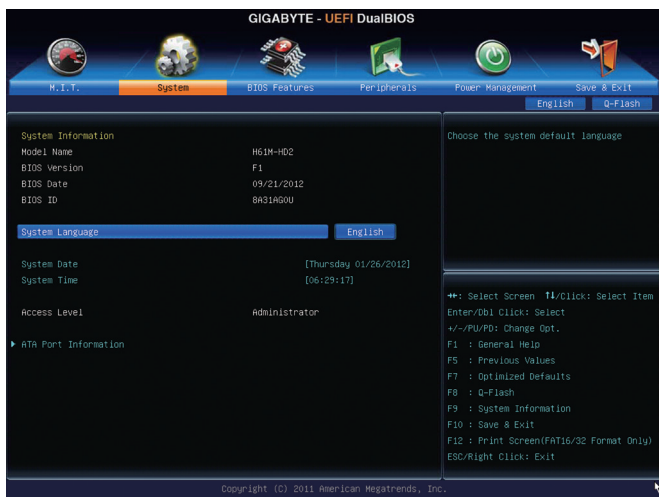 GIGABYTE - UEFI DualBIOS
M.I.T. System BIOS Features Peripherals Power Management Save & Exit
English Q-Flash
System Information
Model Name H61M-HD2
BIOS Version F1
BIOS Date 09/21/2012
BIOS ID 8A31AG0U
System Language English
System Date [Thursday 01/26/2012]
System Time [06:29:17]
Access Level Administrator
ATA Port Information
Choose the system default language
→←: Select Screen ↑↓/Click: Select Item
Enter/Dbl Click: Select
+/-/PU/PD: Change Opt.
F1 : General Help
F5 : Previous Values
F7 : Optimized Defaults
F8 : Q-Flash
F9 : System Information
F10 : Save & Exit
F12 : Print Screen(FAT16/32 Format Only)
ESC/Right Click: Exit
Copyright (C) 2011 American Megatrends, Inc.